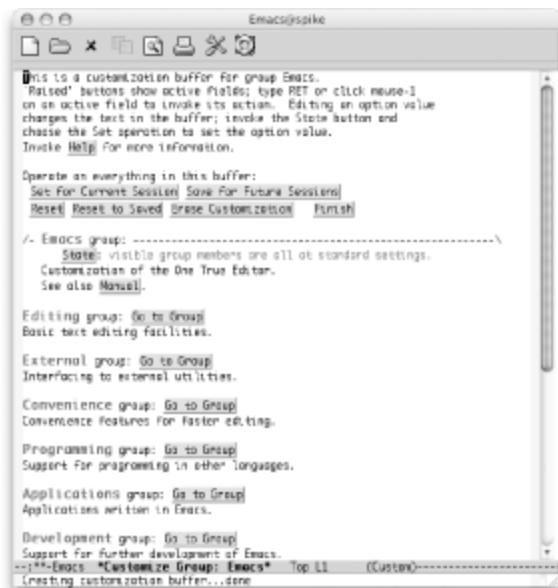 Emacs@spike
This is a customization buffer for group Emacs.
`Raised' buttons show active fields; type RET or click mouse-1
on an active field to invoke its action.  Editing an option value
changes the text in the buffer; invoke the State button and
choose the Set operation to set the option value.
Invoke Help for more information.
Operate on everything in this buffer:
Set for Current Session Save for Future Sessions
Reset Reset to Saved Erase Customization   Finish
/- Emacs group: ---------------------------------------------------\
State: visible group members are all at standard settings.
Customization of the One True Editor.
See also Manual.
Editing group: Go to Group
Basic text editing facilities.
External group: Go to Group
Interfacing to external utilities.
Convenience group: Go to Group
Convenience features for faster editing.
Programming group: Go to Group
Support for programming in other languages.
Applications group: Go to Group
Applications written in Emacs.
Development group: Go to Group
Support for further development of Emacs.
--:**-Emacs  *Customize Group: Emacs*   Top L1     (Custom)-------------------
Creating customization buffer...done